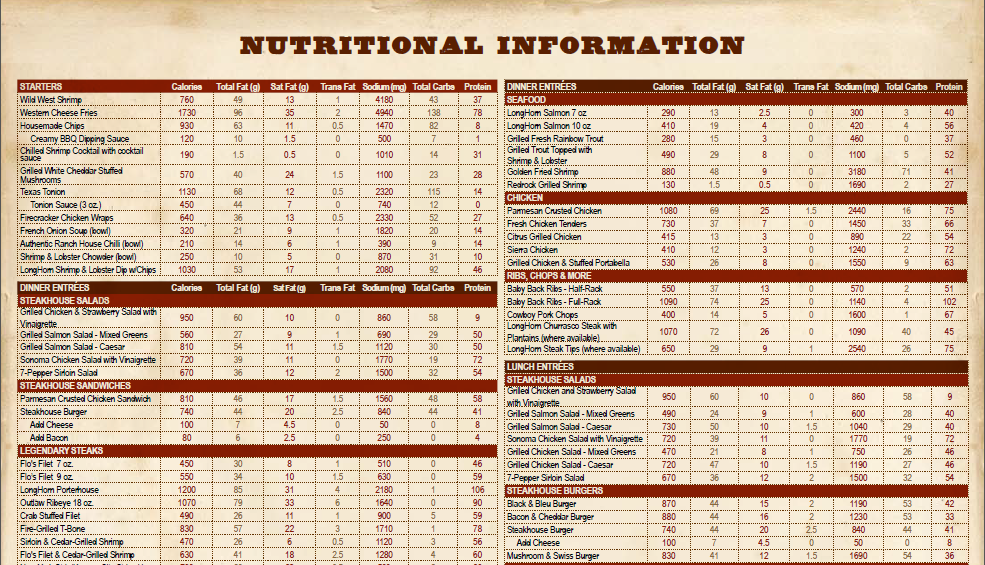 NUTRITIONAL INFORMATION
STARTERS Calories Total Fat (g) Sat Fat (g) Trans Fat Sodium (mg) Total Carbs Protein
Wild West Shrimp 760 49 13 1 4180 43 37
Western Cheese Fries 1730 96 35 2 4940 138 78
Housemade Chips 930 63 11 0.5 1470 82 8
Creamy BBQ Dipping Sauce 120 10 1.5 0 500 7 1
Chilled Shrimp Cocktail with cocktail
sauce 190 1.5 0.5 0 1010 14 31
Grilled White Cheddar Stuffed
Mushrooms 570 40 24 1.5 1100 23 28
Texas Tonion 1130 68 12 0.5 2320 115 14
Tonion Sauce (3 oz.) 450 44 7 0 740 12 0
Firecracker Chicken Wraps 640 36 13 0.5 2330 52 27
French Onion Soup (bowl) 320 21 9 1 1820 20 14
Authentic Ranch House Chilli (bowl) 210 14 6 1 390 9 14
Shrimp & Lobster Chowder (bowl) 250 10 5 0 870 31 10
LongHorn Shrimp & Lobster Dip w/Chips 1030 53 17 1 2080 92 46
DINNER ENTRÉES Calories Total Fat (g) Sat Fat (g) Trans Fat Sodium (mg) Total Carbs Protein
STEAKHOUSE SALADS
Grilled Chicken & Strawberry Salad with
Vinaigrette 950 60 10 0 860 58 9
Grilled Salmon Salad - Mixed Greens 560 27 9 1 690 29 50
Grilled Salmon Salad - Caesar 810 54 11 1.5 1120 30 50
Sonoma Chicken Salad with Vinaigrette 720 39 11 0 1770 19 72
7-Pepper Sirloin Salad 670 36 12 2 1500 32 54
STEAKHOUSE SANDWICHES
Parmesan Crusted Chicken Sandwich 810 46 17 1.5 1560 48 58
Steakhouse Burger 744 44 20 2.5 840 44 41
Add Cheese 100 7 4.5 0 50 0 8
Add Bacon 80 6 2.5 0 250 0 4
LEGENDARY STEAKS
Flo's Filet 7 oz. 450 30 8 1 510 0 46
Flo's Filet 9 oz. 550 34 10 1.5 630 0 59
LongHorn Porterhouse 1200 85 31 4 2180 1 106
Outlaw Ribeye 18 oz. 1070 79 33 6 1640 0 90
Crab Stuffed Filet 490 26 11 1 900 5 59
Fire-Grilled T-Bone 830 57 22 3 1710 1 78
Sirloin & Cedar-Grilled Shrimp 470 26 6 0.5 1120 3 56
Flo's Filet & Cedar-Grilled Shrimp 630 41 18 2.5 1280 4 60
DINNER ENTRÉES Calories Total Fat (g) Sat Fat (g) Trans Fat Sodium (mg) Total Carbs Protein
SEAFOOD
LongHorn Salmon 7 oz 290 13 2.5 0 300 3 40
LongHorn Salmon 10 oz 410 19 4 0 420 4 56
Grilled Fresh Rainbow Trout 280 15 3 0 460 0 37
Grilled Trout Topped with
Shrimp & Lobster 490 29 8 0 1100 5 52
Golden Fried Shrimp 880 48 9 0 3180 71 41
Redrock Grilled Shrimp 130 1.5 0.5 0 1690 2 27
CHICKEN
Parmesan Crusted Chicken 1080 69 25 1.5 2440 16 75
Fresh Chicken Tenders 730 37 7 0 1450 33 66
Citrus Grilled Chicken 415 13 3 0 890 22 54
Sierra Chicken 410 12 3 0 1240 2 72
Grilled Chicken & Stuffed Portabella 530 26 8 0 1550 9 63
RIBS, CHOPS & MORE
Baby Back Ribs - Half-Rack 550 37 13 0 570 2 51
Baby Back Ribs - Full-Rack 1090 74 25 0 1140 4 102
Cowboy Pork Chops 400 14 5 0 1600 1 67
LongHorn Churrasco Steak with
Plantains (where available) 1070 72 26 0 1090 40 45
LongHorn Steak Tips (where available) 650 29 9 1 2540 26 75
LUNCH ENTRÉES
STEAKHOUSE SALADS
Grilled Chicken and Strawberry Salad
with Vinaigrette 950 60 10 0 860 58 9
Grilled Salmon Salad - Mixed Greens 490 24 9 1 600 28 40
Grilled Salmon Salad - Caesar 730 50 10 1.5 1040 29 40
Sonoma Chicken Salad with Vinaigrette 720 39 11 0 1770 19 72
Grilled Chicken Salad - Mixed Greens 470 21 8 1 750 26 46
Grilled Chicken Salad - Caesar 720 47 10 1.5 1190 27 46
7-Pepper Sirloin Salad 670 36 12 2 1500 32 54
STEAKHOUSE BURGERS
Black & Bleu Burger 870 44 15 2 1190 53 42
Bacon & Cheddar Burger 880 44 16 2 1230 53 33
Steakhouse Burger 740 44 20 2.5 840 44 41
Add Cheese 100 7 4.5 0 50 0 8
Mushroom & Swiss Burger 830 41 12 1.5 1690 54 36